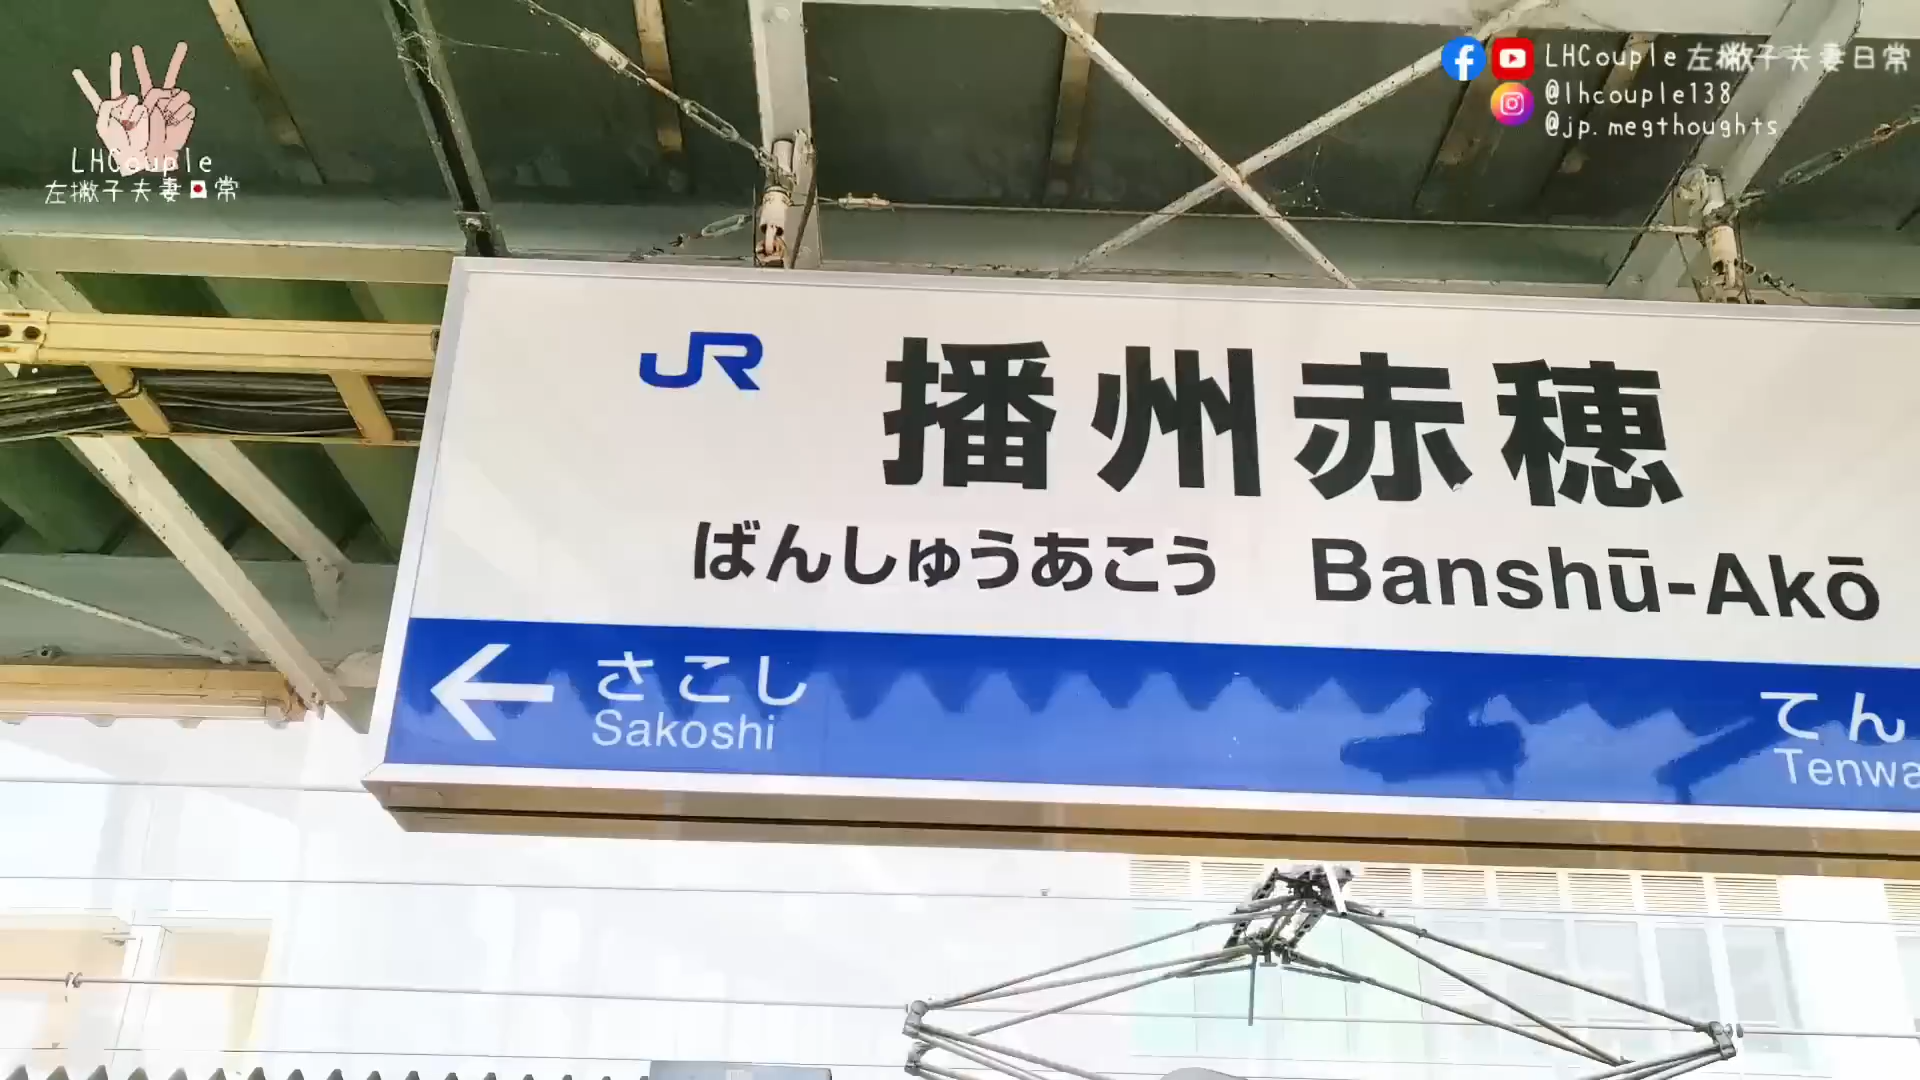 LHCouple
左撇子夫妻日常
LHCouple 左撇子夫妻日常
@lhcouple138
@jp.megthoughts
JR 播州赤穂
ばんしゅうあこう Banshū-Akō
← さこし
Sakoshi
てん
Tenwa